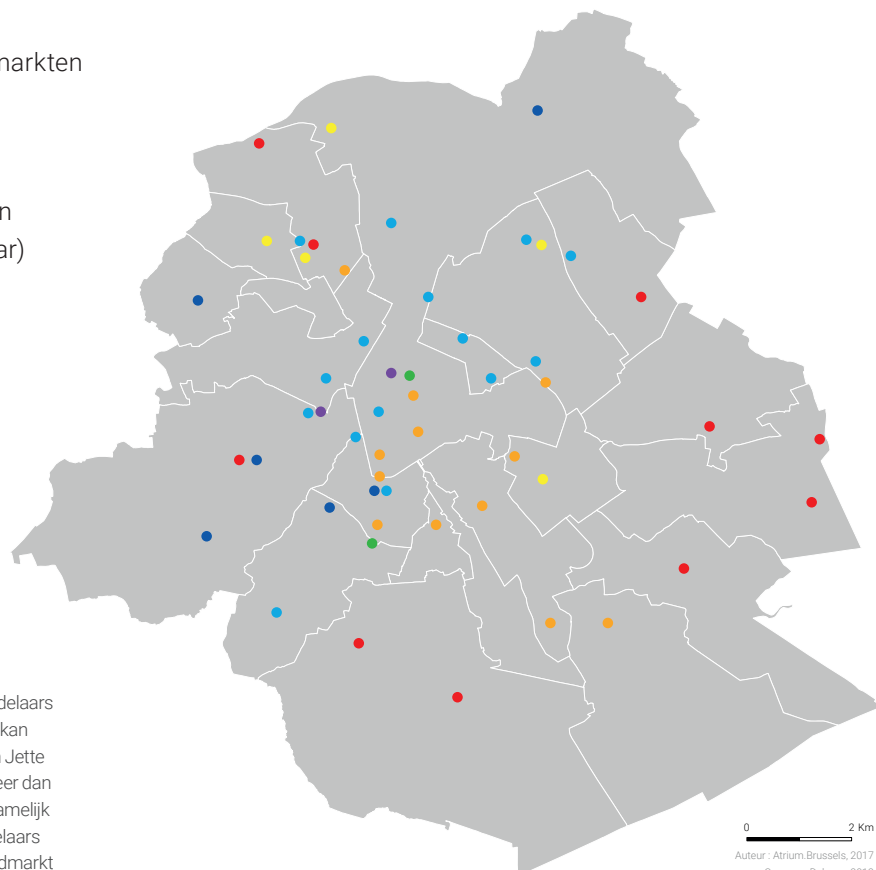 markten
n
ar)
delaars
kan
n Jette
eer dan
amelijk
elaars
dmarkt
0 2 Km
Auteur : Atrium.Brussels, 2017